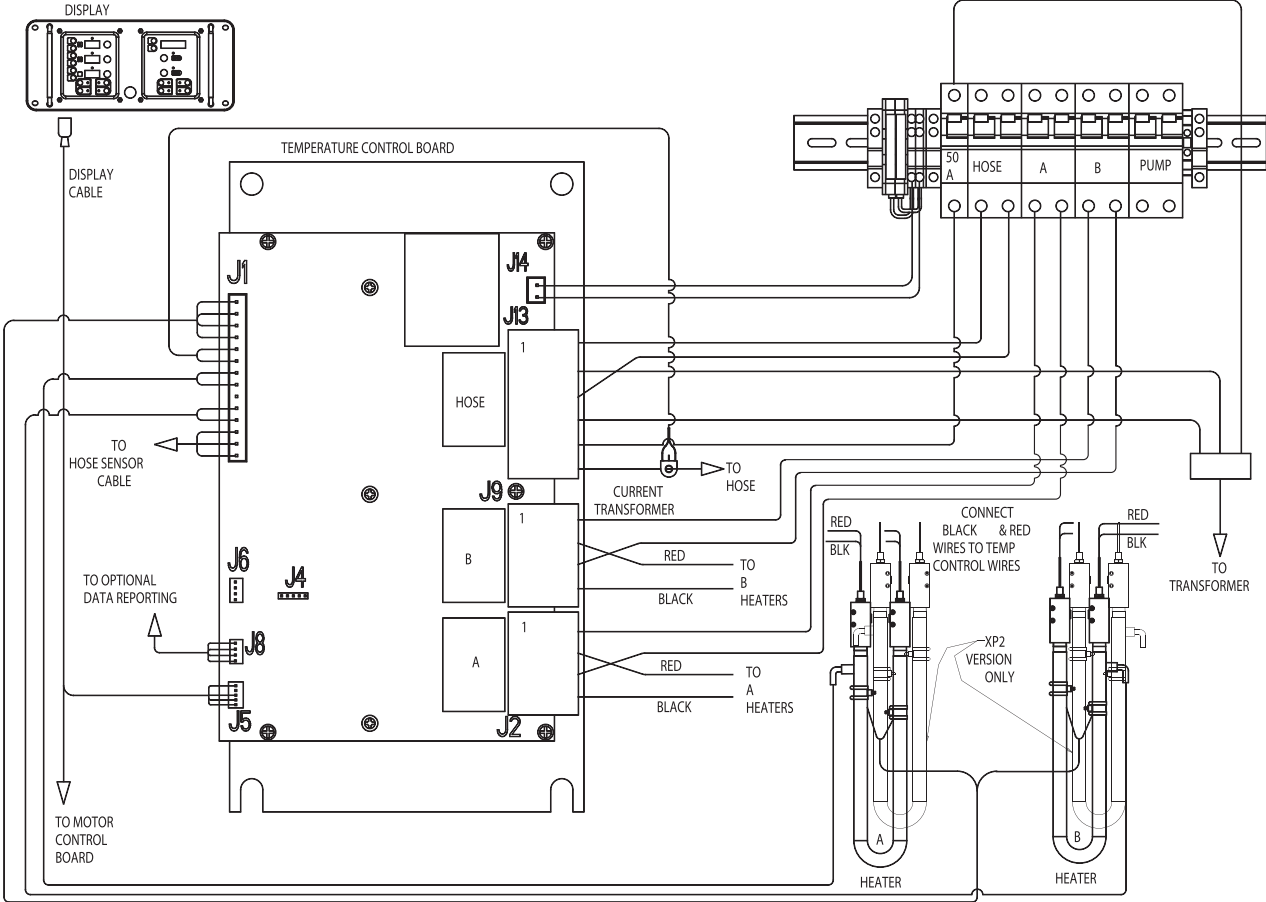 DISPLAY
DISPLAY
CABLE
TEMPERATURE CONTROL BOARD
50
A
HOSE
A
B
PUMP
J1
J14
J13
1
HOSE
TO
HOSE SENSOR
CABLE
TO
HOSE
CURRENT
TRANSFORMER
J9
1
B
RED
BLACK
TO
B
HEATERS
J6
J4
TO OPTIONAL
DATA REPORTING
J8
J5
1
A
RED
BLACK
TO
A
HEATERS
J2
TO MOTOR
CONTROL
BOARD
CONNECT
BLACK & RED
WIRES TO TEMP
CONTROL WIRES
RED
BLK
RED
BLK
TO
TRANSFORMER
XP2
VERSION
ONLY
A
HEATER
B
HEATER